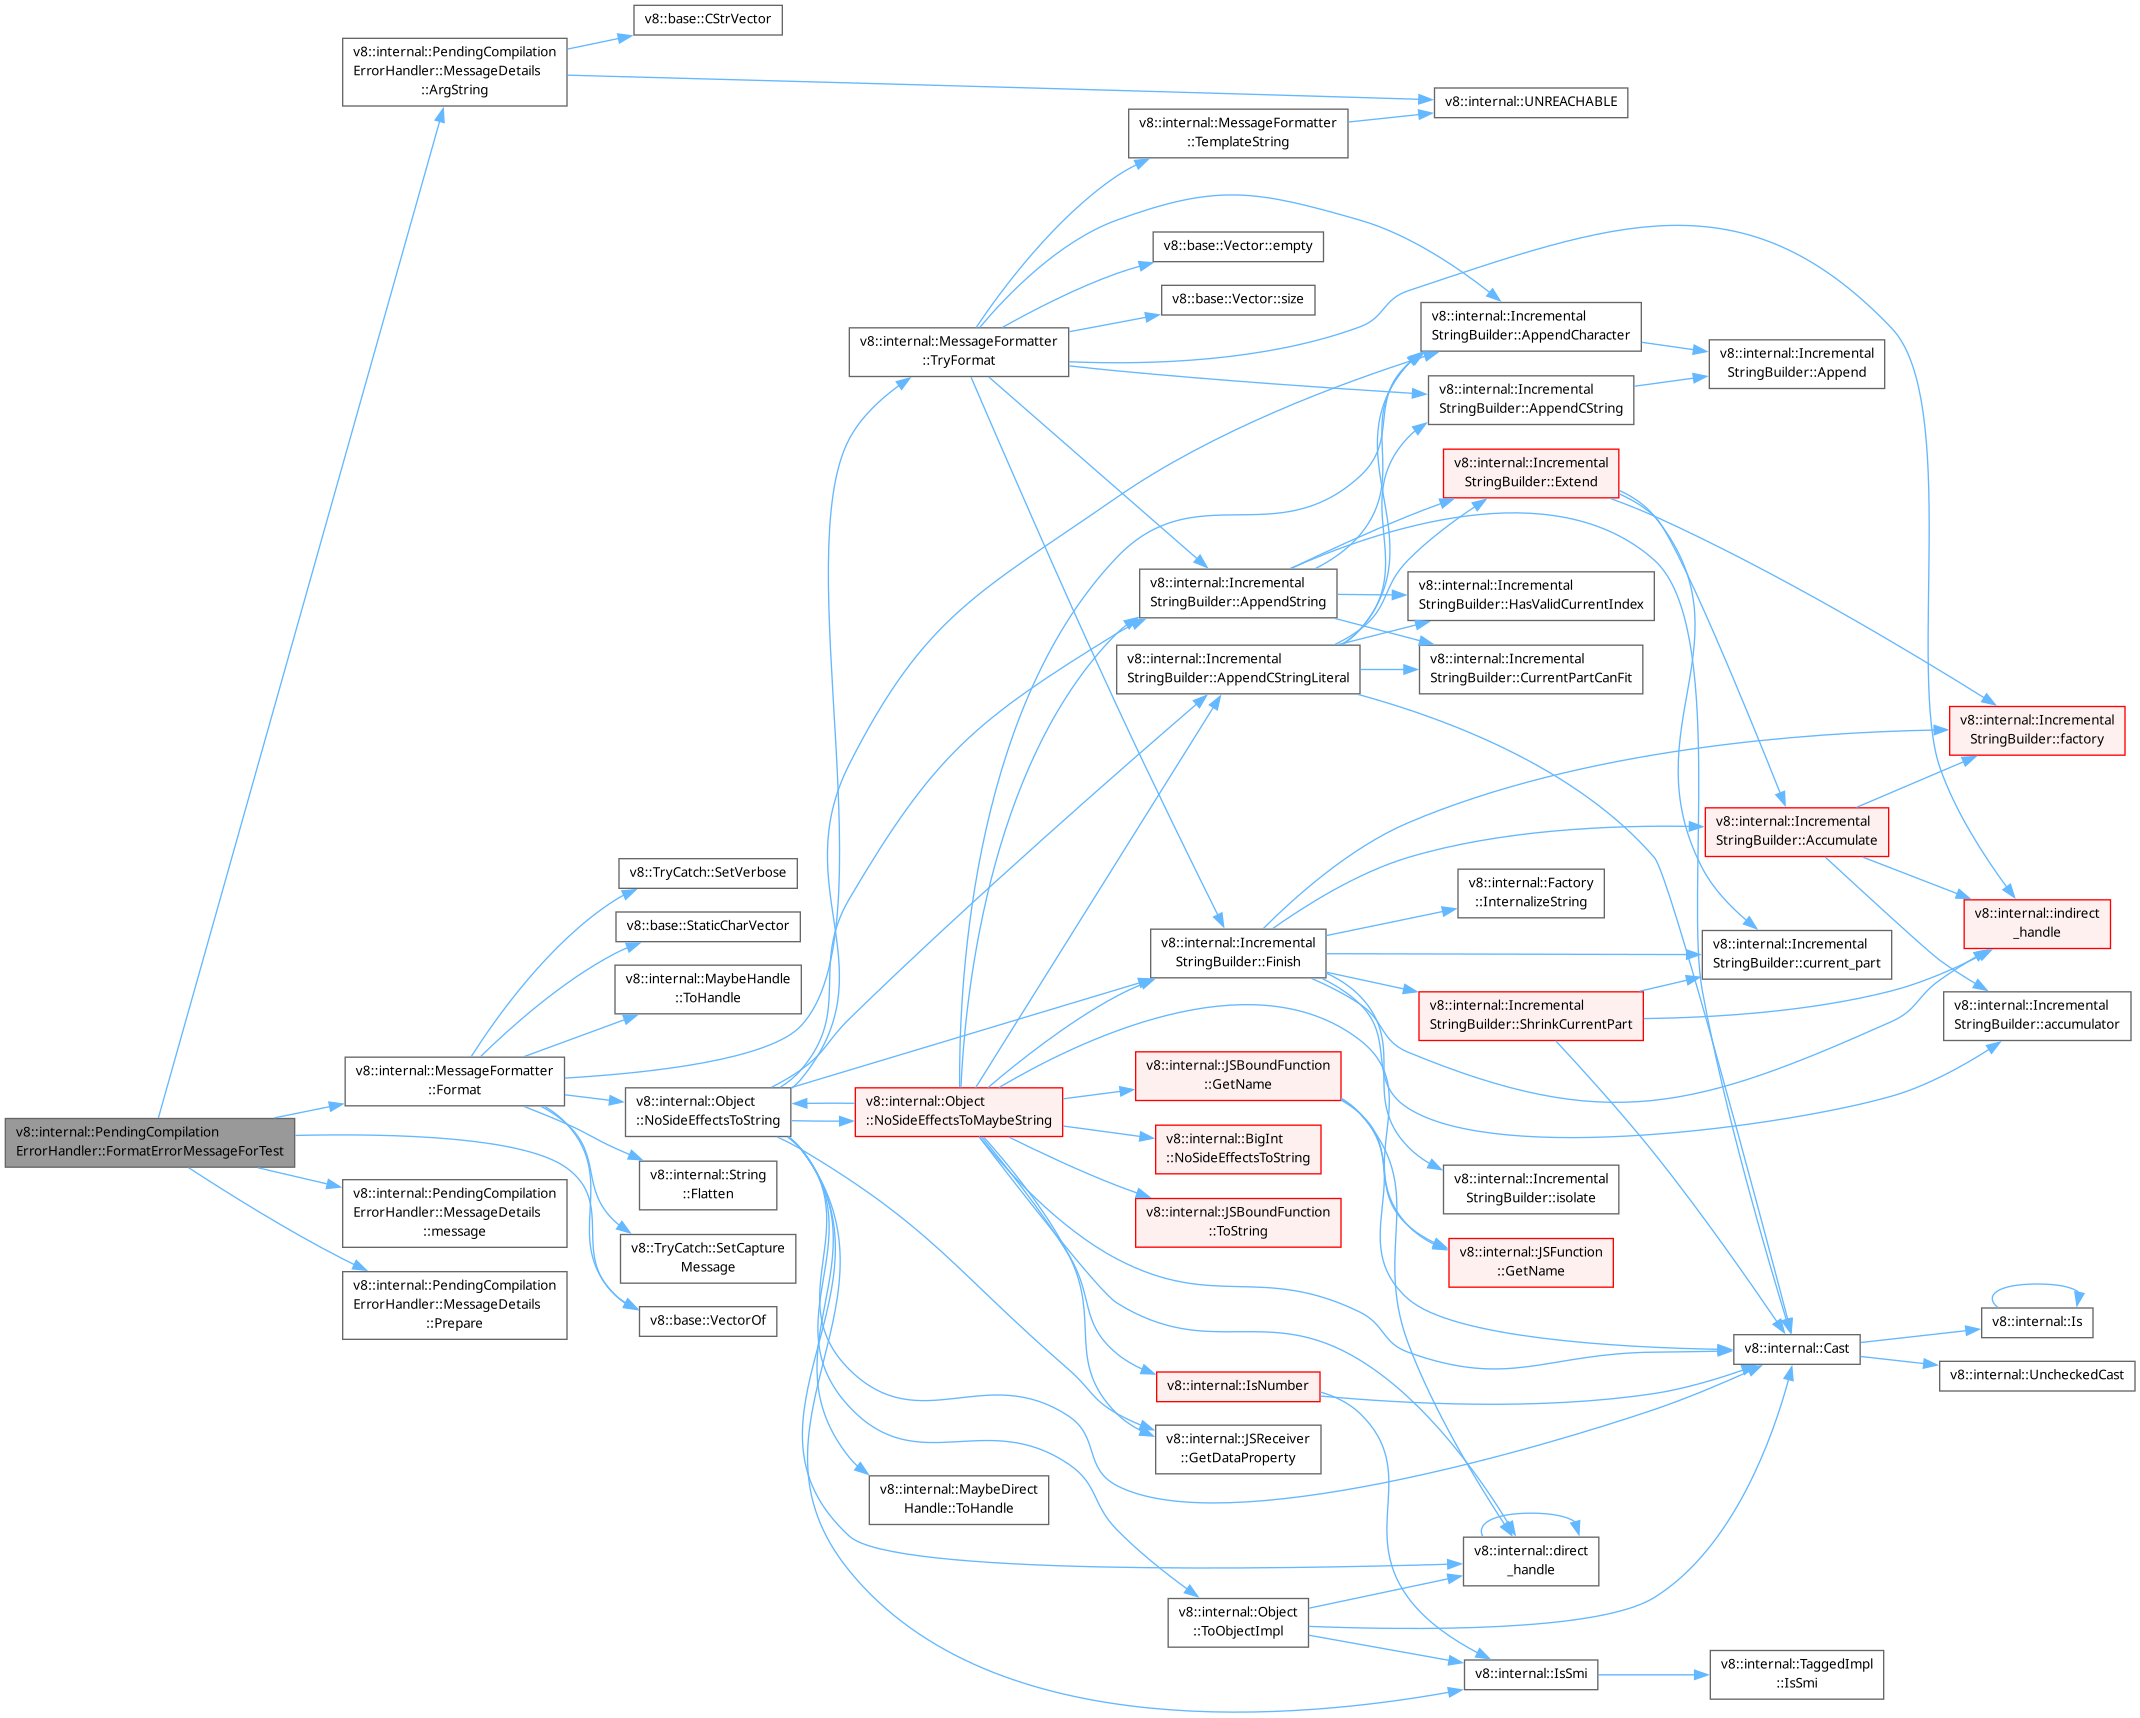 v8::base::CStrVector
v8::internal::PendingCompilation
ErrorHandler::MessageDetails
::ArgString
v8::internal::UNREACHABLE
v8::internal::MessageFormatter
::TemplateString
v8::base::Vector::empty
v8::base::Vector::size
v8::internal::MessageFormatter
::TryFormat
v8::internal::Incremental
StringBuilder::AppendCharacter
v8::internal::Incremental
StringBuilder::Append
v8::internal::Incremental
StringBuilder::AppendCString
v8::internal::Incremental
StringBuilder::Extend
v8::internal::Incremental
StringBuilder::AppendString
v8::internal::Incremental
StringBuilder::HasValidCurrentIndex
v8::internal::Incremental
StringBuilder::AppendCStringLiteral
v8::internal::Incremental
StringBuilder::CurrentPartCanFit
v8::internal::Incremental
StringBuilder::factory
v8::internal::Incremental
StringBuilder::Accumulate
v8::TryCatch::SetVerbose
v8::internal::Factory
::InternalizeString
v8::internal::indirect
_handle
v8::base::StaticCharVector
v8::internal::Incremental
StringBuilder::Finish
v8::internal::Incremental
StringBuilder::current_part
v8::internal::MaybeHandle
::ToHandle
v8::internal::Incremental
StringBuilder::ShrinkCurrentPart
v8::internal::Incremental
StringBuilder::accumulator
v8::internal::MessageFormatter
::Format
v8::internal::Object
::NoSideEffectsToString
v8::internal::Object
::NoSideEffectsToMaybeString
v8::internal::JSBoundFunction
::GetName
v8::internal::PendingCompilation
ErrorHandler::FormatErrorMessageForTest
v8::internal::BigInt
::NoSideEffectsToString
v8::internal::String
::Flatten
v8::internal::Incremental
StringBuilder::isolate
v8::internal::PendingCompilation
ErrorHandler::MessageDetails
::message
v8::internal::JSBoundFunction
::ToString
v8::TryCatch::SetCapture
Message
v8::internal::JSFunction
::GetName
v8::internal::PendingCompilation
ErrorHandler::MessageDetails
::Prepare
v8::base::VectorOf
v8::internal::Is
v8::internal::Cast
v8::internal::UncheckedCast
v8::internal::IsNumber
v8::internal::JSReceiver
::GetDataProperty
v8::internal::MaybeDirect
Handle::ToHandle
v8::internal::direct
_handle
v8::internal::Object
::ToObjectImpl
v8::internal::IsSmi
v8::internal::TaggedImpl
::IsSmi